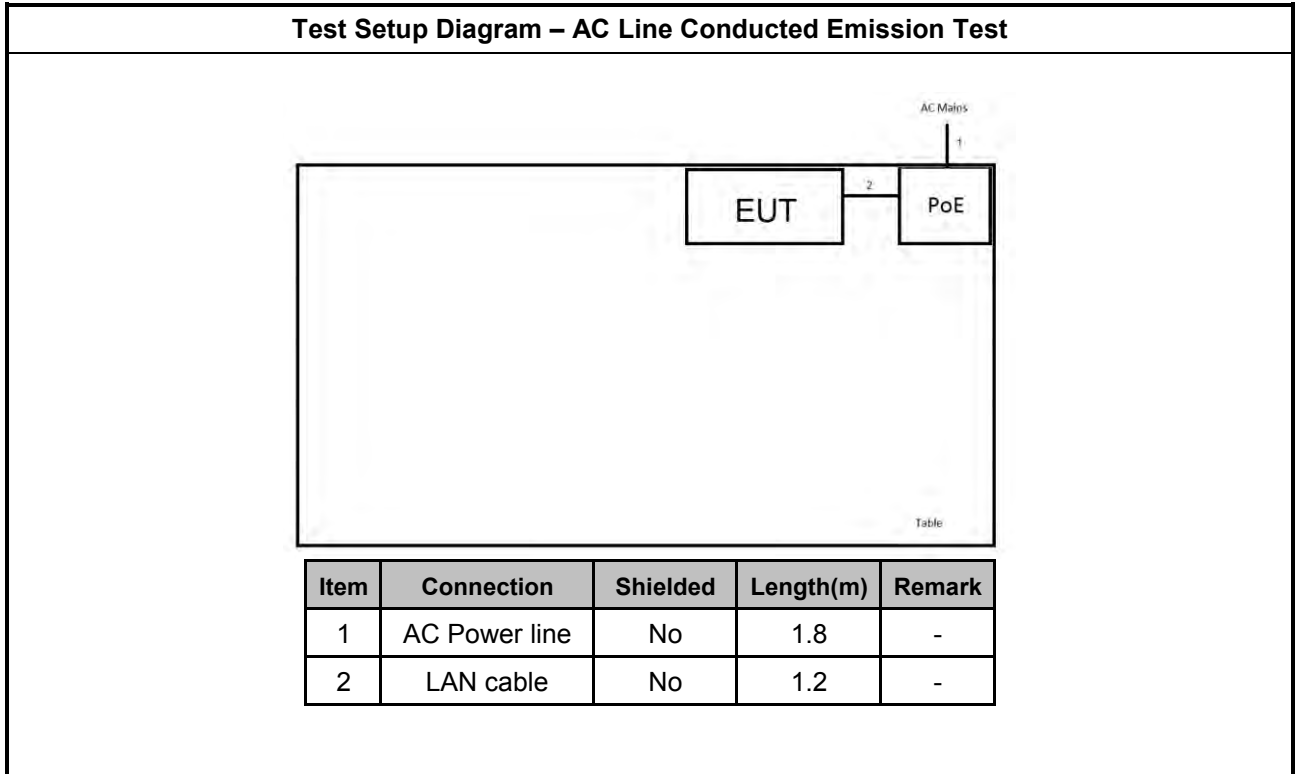 Test Setup Diagram – AC Line Conducted Emission Test
AC Mains
1
2
EUT
PoE
Table
Item Connection Shielded Length(m) Remark
1 AC Power line No 1.8 -
2 LAN cable No 1.2 -